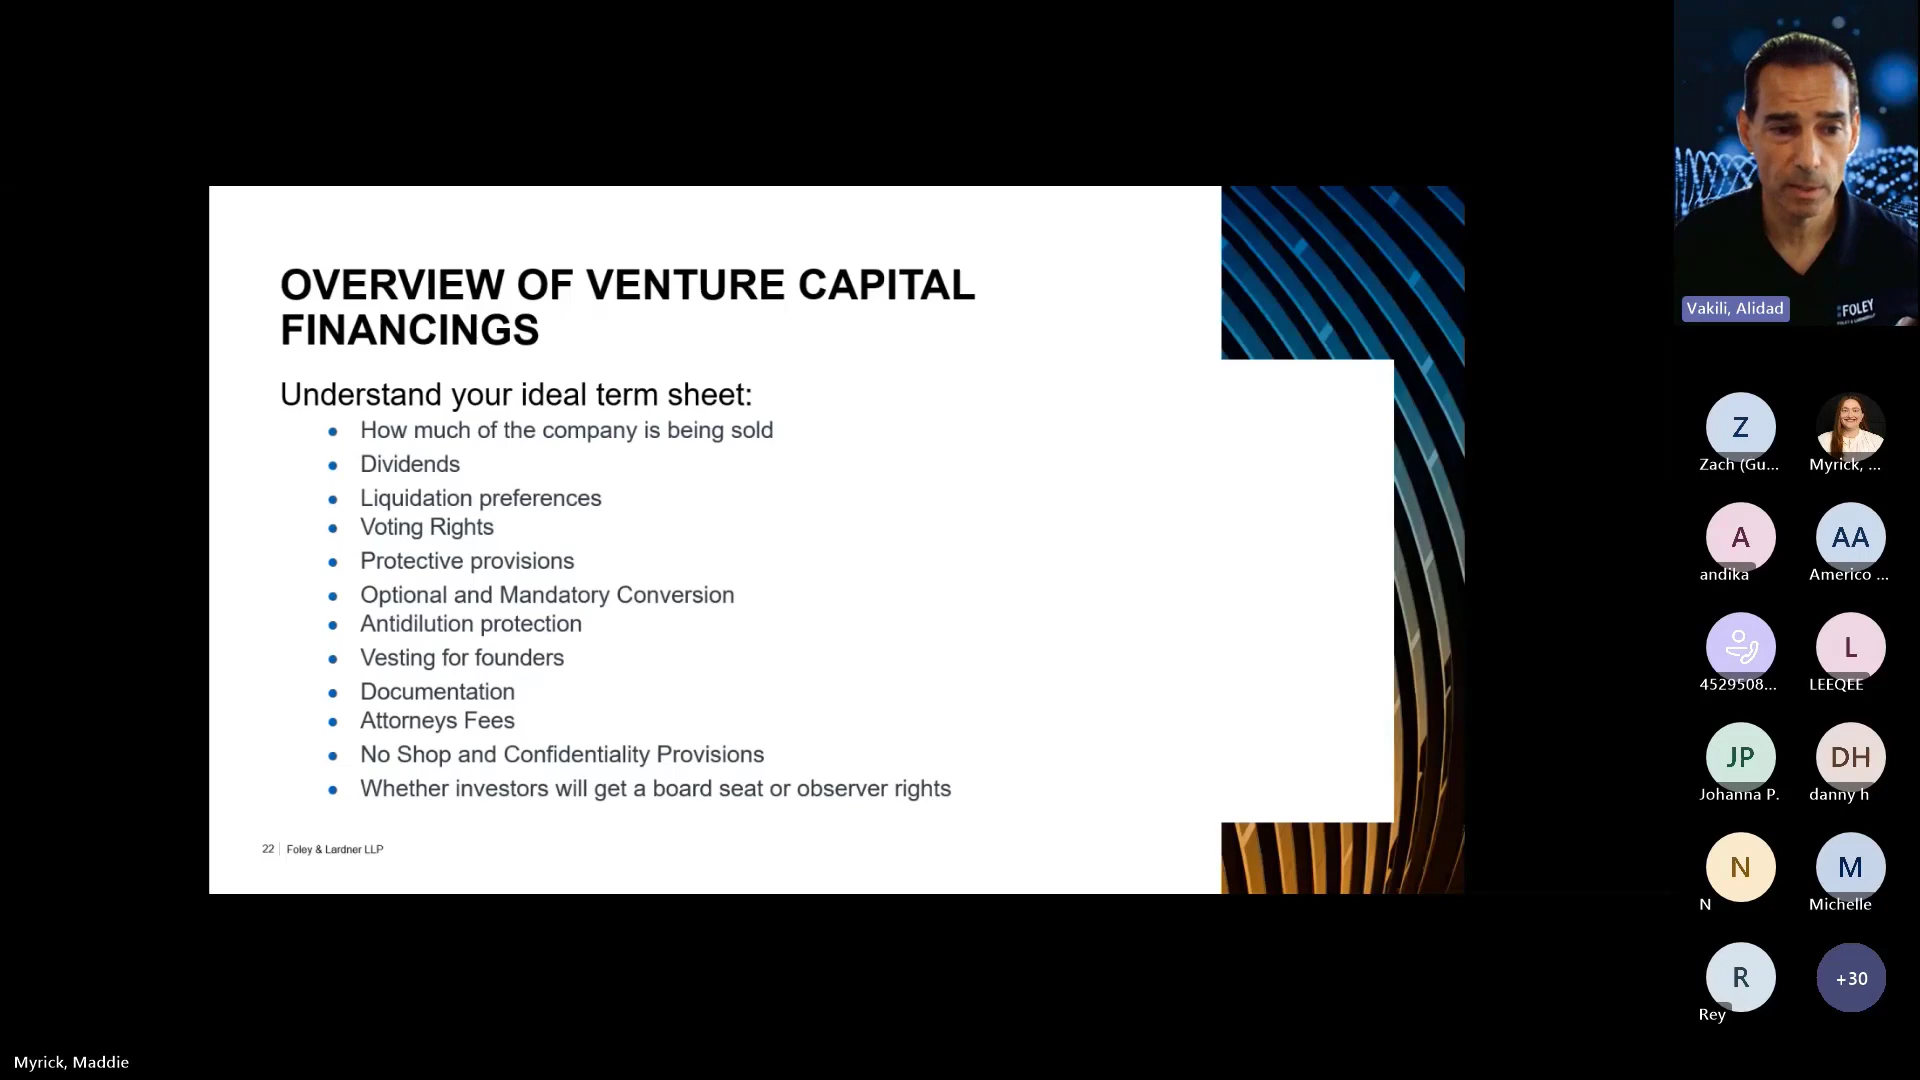 OVERVIEW OF VENTURE CAPITAL
FINANCINGS
Understand your ideal term sheet:
• How much of the company is being sold
• Dividends
• Liquidation preferences
• Voting Rights
• Protective provisions
• Optional and Mandatory Conversion
• Antidilution protection
• Vesting for founders
• Documentation
• Attorneys Fees
• No Shop and Confidentiality Provisions
• Whether investors will get a board seat or observer rights
22 | Foley & Lardner LLP
FOLEY
Vakili, Alidad
Z
Zach (Gu...
Myrick, ...
A
andika
AA
Americo ...
4529508...
L
LEEQEE
JP
Johanna P.
DH
danny h
N
N
M
Michelle
R
Rey
+30
Myrick, Maddie